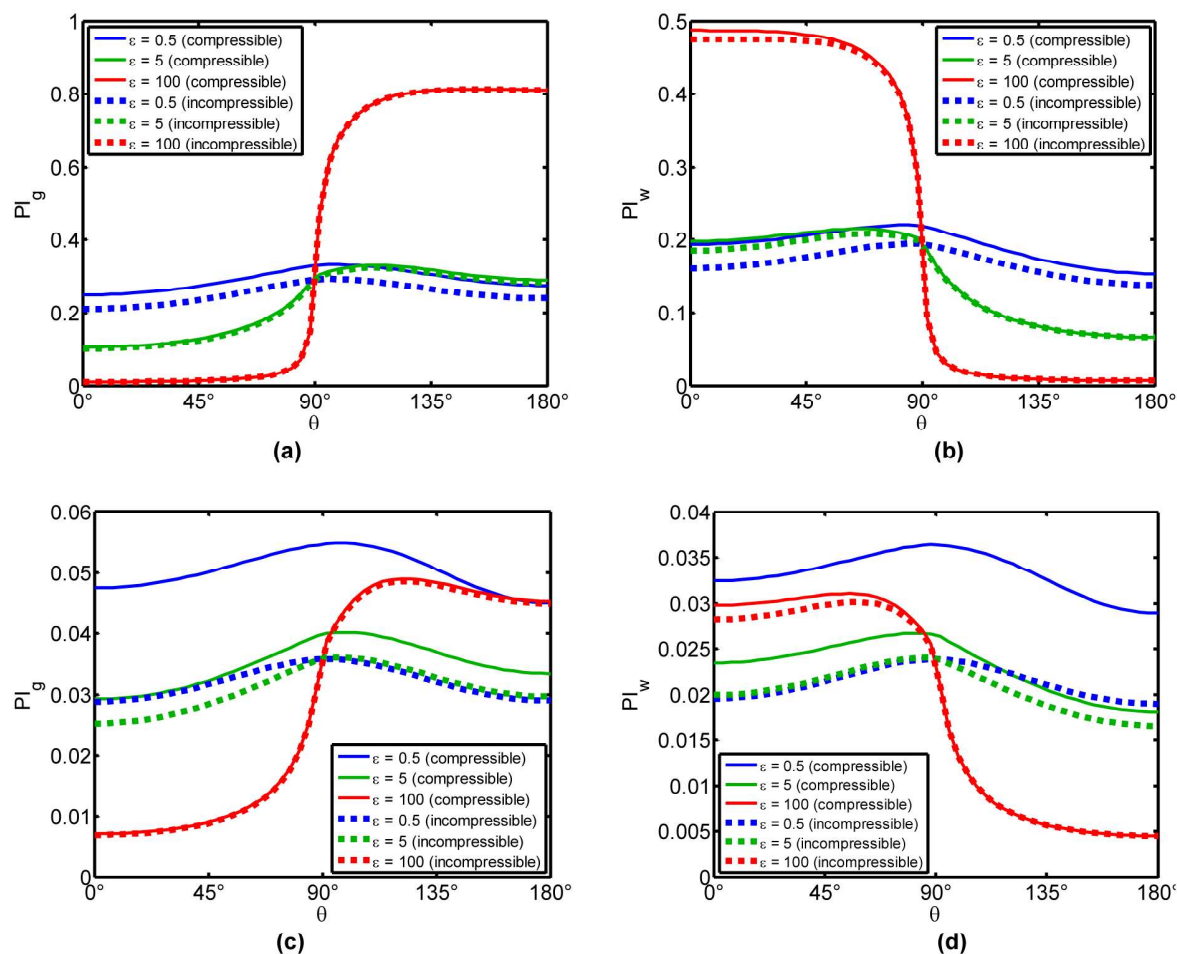 1
0.8
0.6
0.4
0.2
0
PI_g
ε = 0.5 (compressible)
ε = 5 (compressible)
ε = 100 (compressible)
ε = 0.5 (incompressible)
ε = 5 (incompressible)
ε = 100 (incompressible)
0° 45° 90° 135° 180°
θ
(a)
0.5
0.4
0.3
0.2
0.1
0
PI_w
ε = 0.5 (compressible)
ε = 5 (compressible)
ε = 100 (compressible)
ε = 0.5 (incompressible)
ε = 5 (incompressible)
ε = 100 (incompressible)
0° 45° 90° 135° 180°
θ
(b)
0.06
0.05
0.04
0.03
0.02
0.01
0
PI_g
ε = 0.5 (compressible)
ε = 5 (compressible)
ε = 100 (compressible)
ε = 0.5 (incompressible)
ε = 5 (incompressible)
ε = 100 (incompressible)
0° 45° 90° 135° 180°
θ
(c)
0.04
0.035
0.03
0.025
0.02
0.015
0.01
0.005
0
PI_w
ε = 0.5 (compressible)
ε = 5 (compressible)
ε = 100 (compressible)
ε = 0.5 (incompressible)
ε = 5 (incompressible)
ε = 100 (incompressible)
0° 45° 90° 135° 180°
θ
(d)